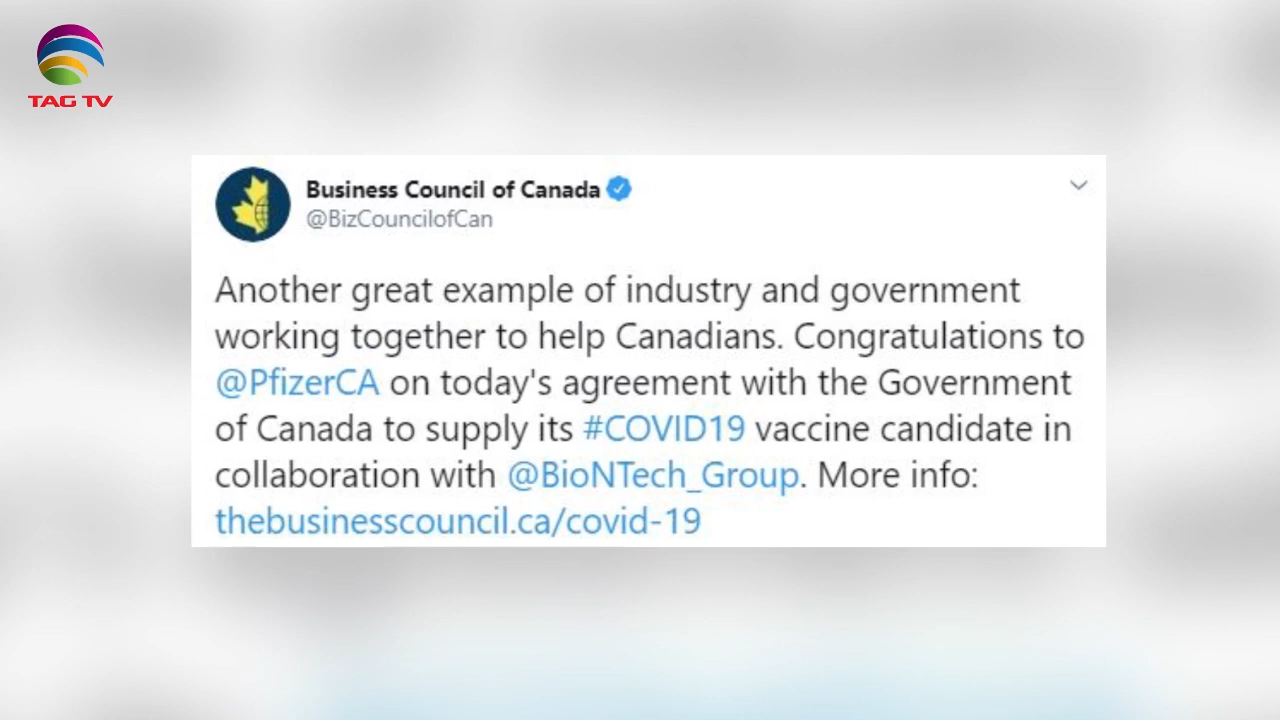 TAG TV
Business Council of Canada
@BizCouncilofCan
Another great example of industry and government
working together to help Canadians. Congratulations to
@PfizerCA on today's agreement with the Government
of Canada to supply its #COVID19 vaccine candidate in
collaboration with @BioNTech_Group. More info:
thebusinesscouncil.ca/covid-19